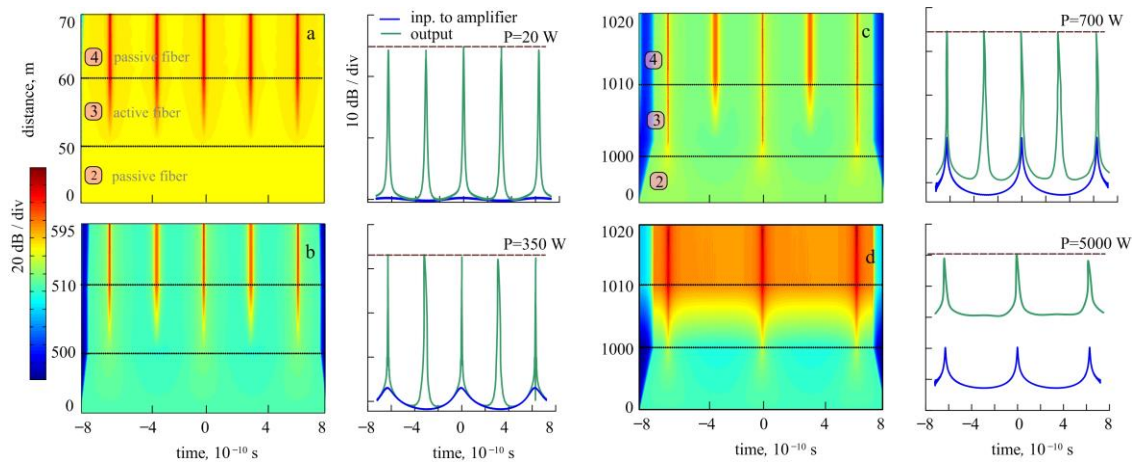 70
60
50
0
distance, m
a
4 passive fiber
3 active fiber
2 passive fiber
inp. to amplifier
output
P=20 W
10 dB / div
20 dB / div
595
510
500
0
b
P=350 W
−8 −4 0 4 8
time, 10⁻¹⁰ s
−8 −4 0 4 8
time, 10⁻¹⁰ s
1020
1010
1000
0
c
4
3
2
P=700 W
1020
1010
1000
0
d
P=5000 W
−8 −4 0 4 8
time, 10⁻¹⁰ s
−8 −4 0 4 8
time, 10⁻¹⁰ s